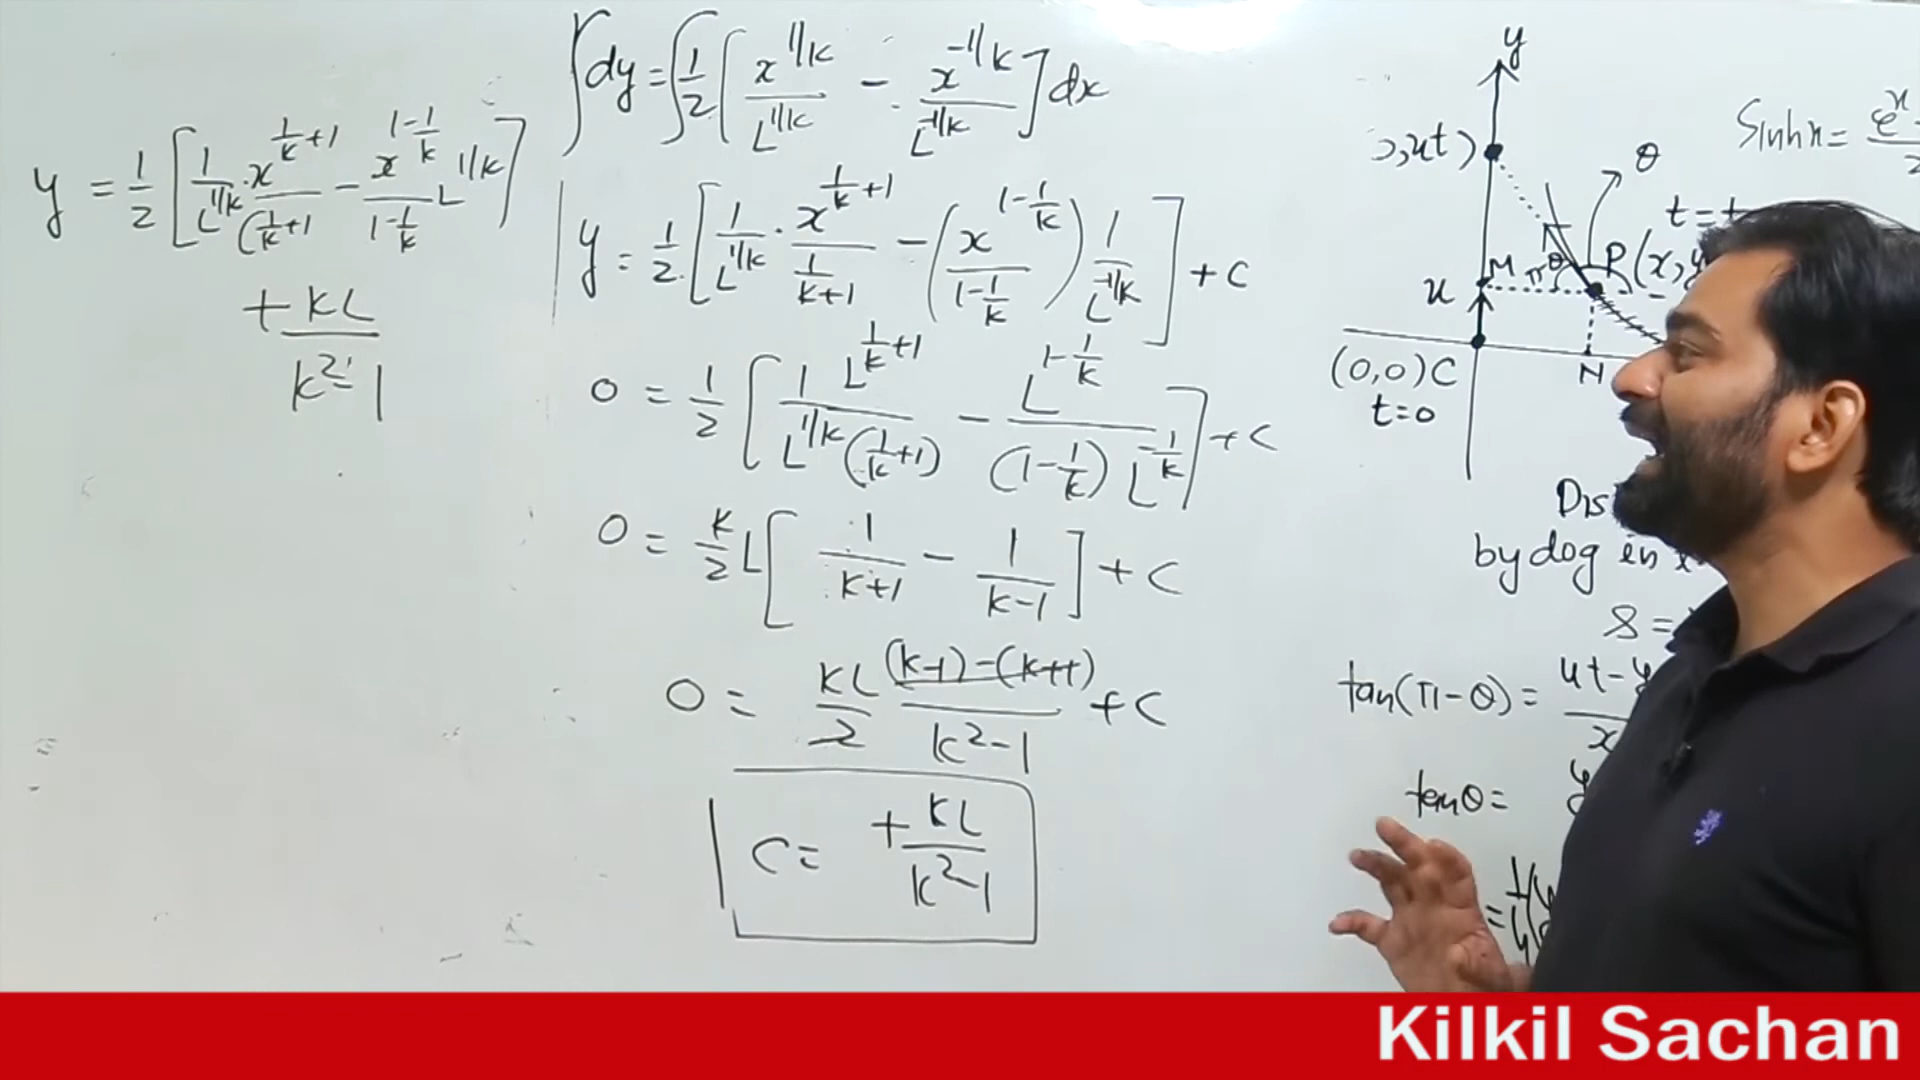 y = 1/2 [ 1/L^(1/k) · x^(1/k+1)/(1/k+1) − x^(1-1/k)/(1-1/k) L^(1/k) ]
+ kL/(k²-1)
∫dy = ∫1/2 [ x^(1/k)/L^(1/k) − x^(-1/k)/L^(-1/k) ] dx
y = 1/2 [ 1/L^(1/k) · x^(1/k+1)/(1/k+1) − ( x^(1-1/k)/(1-1/k) ) 1/L^(-1/k) ] + C
0 = 1/2 [ 1/L^(1/k) L^(1/k+1)/(1/k+1) − L^(1-1/k)/((1-1/k) L^(-1/k)) ] + C
0 = k/2 L [ 1/(k+1) − 1/(k-1) ] + C
0 = kL/2 ((k-1)-(k+1))/(k²-1) + C
C = + kL/(k²-1)
y
Sinhx =
,ut)
θ
t=
M
π θ
P(x,y
u
(0,0) C
N
t=0
Dis
by dog in
S =
tan(π-θ) = ut-y/x
tanθ =
=
Kilkil Sachan